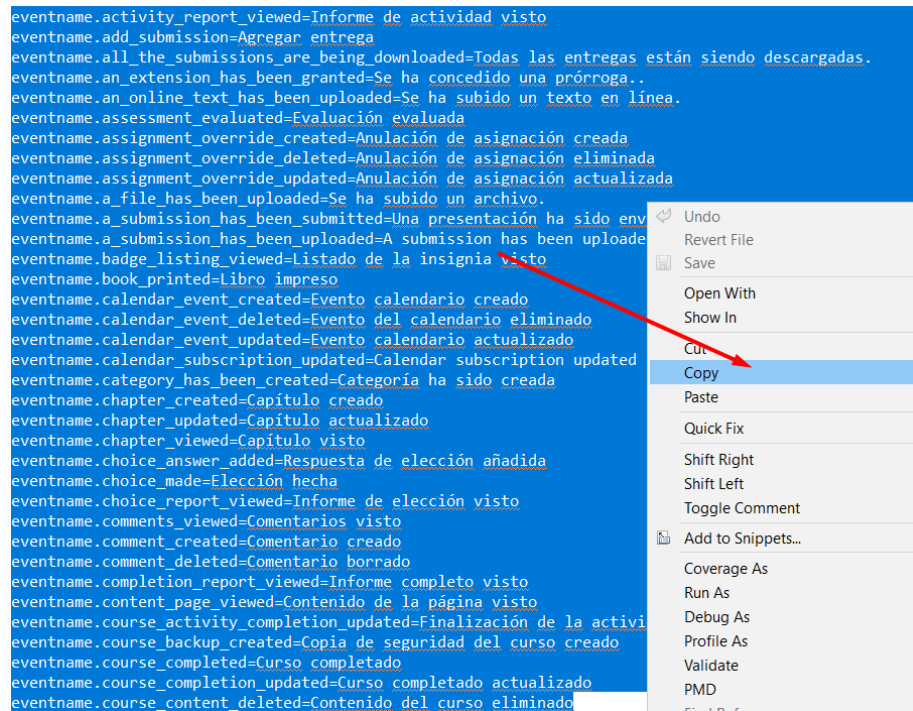 eventname.activity_report_viewed=Informe de actividad visto
eventname.add_submission=Agregar entrega
eventname.all_the_submissions_are_being_downloaded=Todas las entregas están siendo descargadas.
eventname.an_extension_has_been_granted=Se ha concedido una prórroga..
eventname.an_online_text_has_been_uploaded=Se ha subido un texto en línea.
eventname.assessment_evaluated=Evaluación evaluada
eventname.assignment_override_created=Anulación de asignación creada
eventname.assignment_override_deleted=Anulación de asignación eliminada
eventname.assignment_override_updated=Anulación de asignación actualizada
eventname.a_file_has_been_uploaded=Se ha subido un archivo.
eventname.a_submission_has_been_submitted=Una presentación ha sido env
eventname.a_submission_has_been_uploaded=A submission has been uploade
eventname.badge_listing_viewed=Listado de la insignia visto
eventname.book_printed=Libro impreso
eventname.calendar_event_created=Evento calendario creado
eventname.calendar_event_deleted=Evento del calendario eliminado
eventname.calendar_event_updated=Evento calendario actualizado
eventname.calendar_subscription_updated=Calendar subscription updated
eventname.category_has_been_created=Categoría ha sido creada
eventname.chapter_created=Capítulo creado
eventname.chapter_updated=Capítulo actualizado
eventname.chapter_viewed=Capítulo visto
eventname.choice_answer_added=Respuesta de elección añadida
eventname.choice_made=Elección hecha
eventname.choice_report_viewed=Informe de elección visto
eventname.comments_viewed=Comentarios visto
eventname.comment_created=Comentario creado
eventname.comment_deleted=Comentario borrado
eventname.completion_report_viewed=Informe completo visto
eventname.content_page_viewed=Contenido de la página visto
eventname.course_activity_completion_updated=Finalización de la activi
eventname.course_backup_created=Copia de seguridad del curso creado
eventname.course_completed=Curso completado
eventname.course_completion_updated=Curso completado actualizado
eventname.course_content_deleted=Contenido del curso eliminado
Undo
Revert File
Save
Open With
Show In
Cut
Copy
Paste
Quick Fix
Shift Right
Shift Left
Toggle Comment
Add to Snippets...
Coverage As
Run As
Debug As
Profile As
Validate
PMD